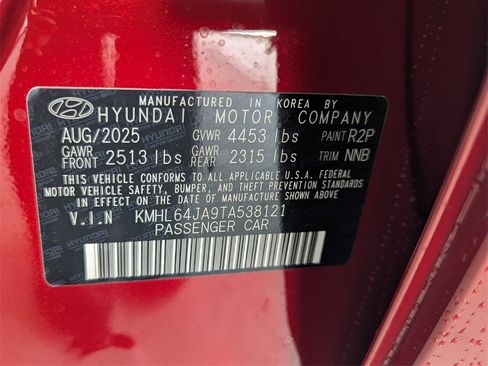 MANUFACTURED IN KOREA BY
HYUNDAI MOTOR COMPANY
AUG/2025 GVWR 4453 lbs PAINT R2P
GAWR FRONT 2513 lbs GAWR REAR 2315 lbs TRIM NNB
THIS VEHICLE CONFORMS TO ALL APPLICABLE U.S.A. FEDERAL
MOTOR VEHICLE SAFETY, BUMPER, AND THEFT PREVENTION STANDARDS
IN EFFECT ON THE DATE OF MANUFACTURE SHOWN ABOVE.
V.I.N KMHL64JA9TA538121
PASSENGER CAR